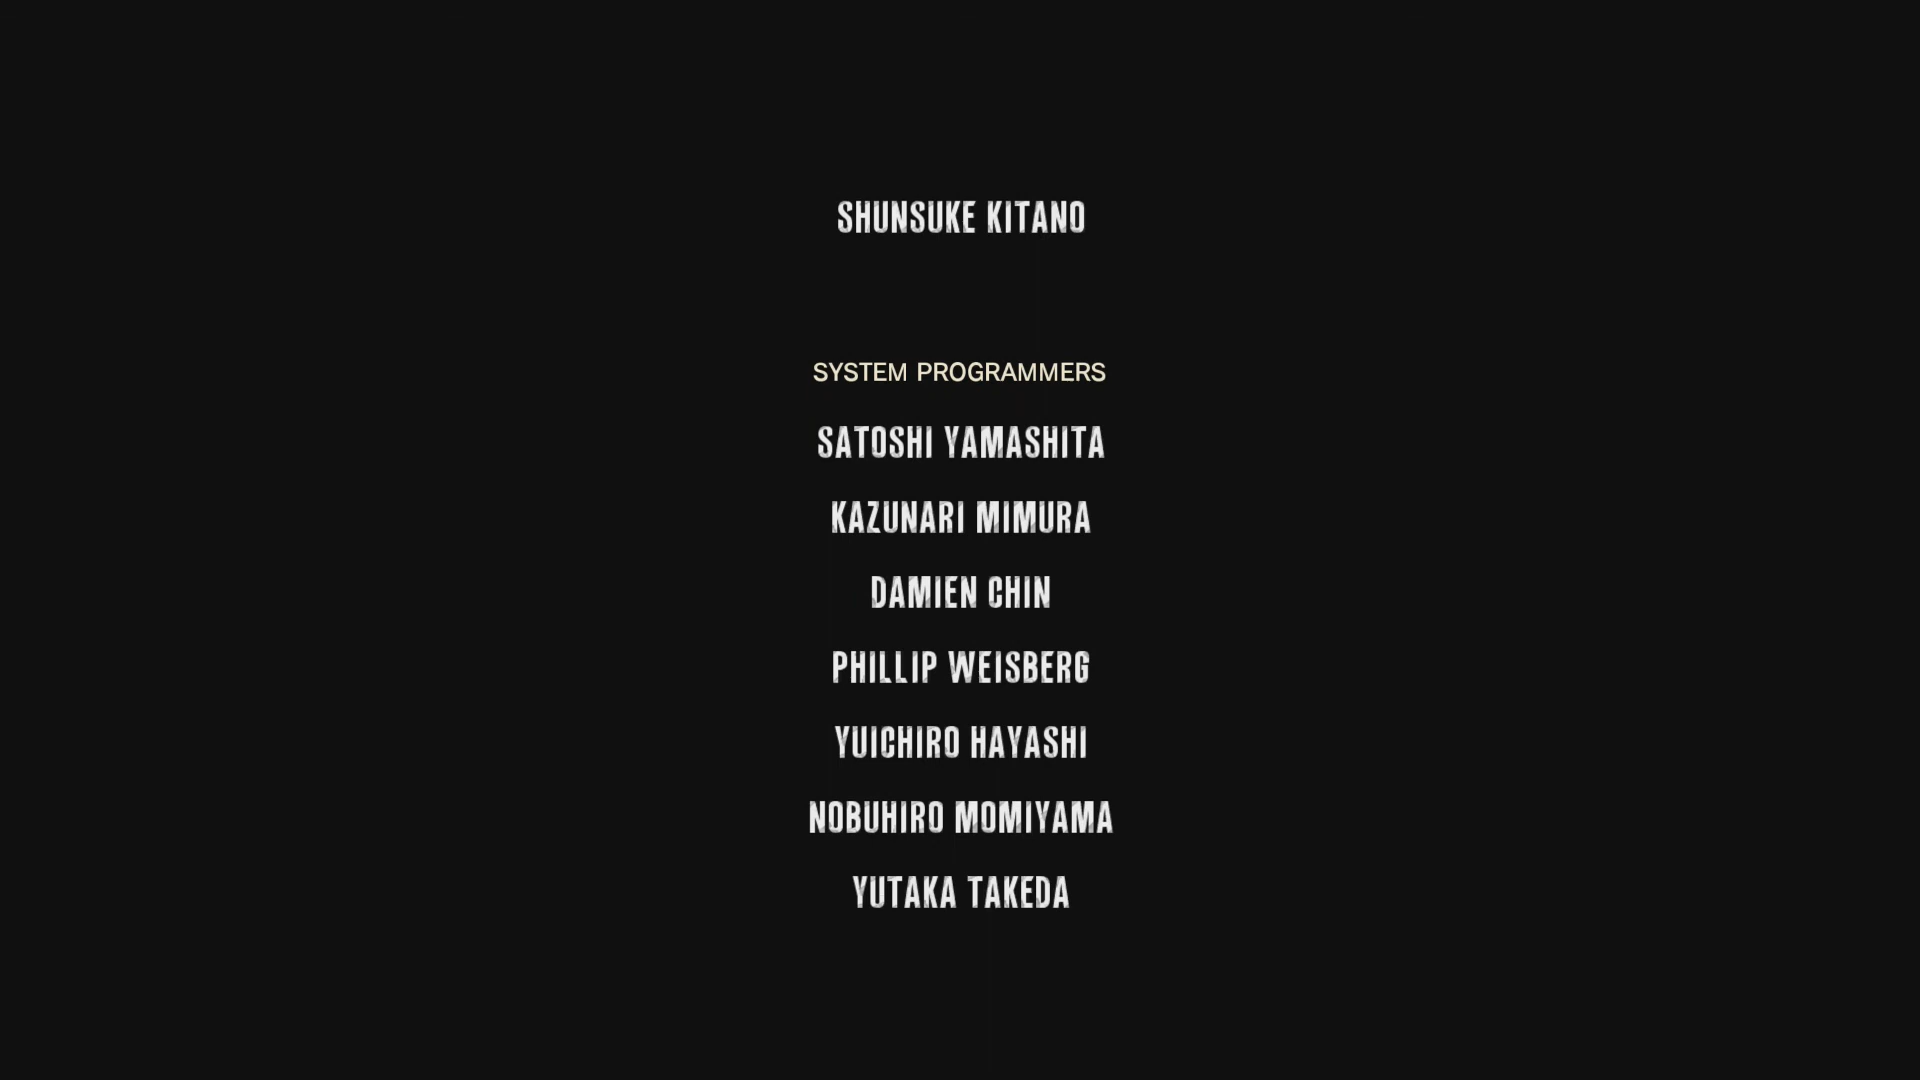 SHUNSUKE KITANO
SYSTEM PROGRAMMERS
SATOSHI YAMASHITA
KAZUNARI MIMURA
DAMIEN CHIN
PHILLIP WEISBERG
YUICHIRO HAYASHI
NOBUHIRO MOMIYAMA
YUTAKA TAKEDA